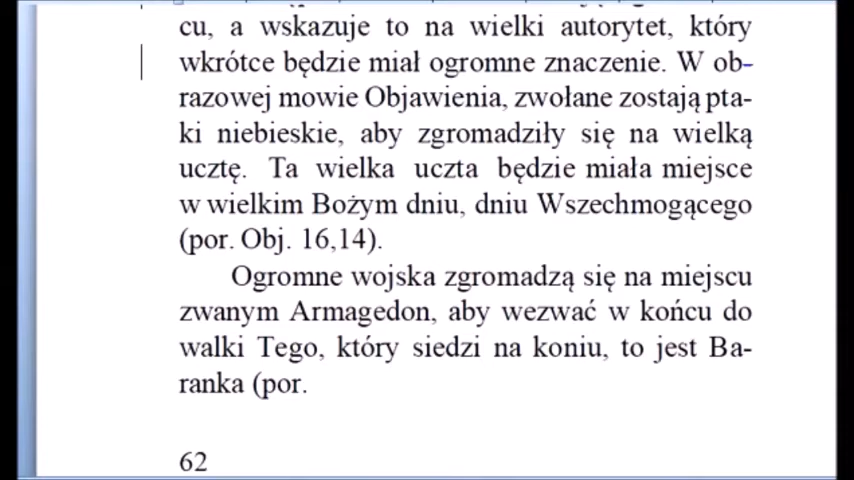 cu, a wskazuje to na wielki autorytet, który
wkrótce będzie miał ogromne znaczenie. W ob-
razowej mowie Objawienia, zwołane zostają pta-
ki niebieskie, aby zgromadziły się na wielką
ucztę. Ta wielka uczta będzie miała miejsce
w wielkim Bożym dniu, dniu Wszechmogącego
(por. Obj. 16,14).
Ogromne wojska zgromadzą się na miejscu
zwanym Armagedon, aby wezwać w końcu do
walki Tego, który siedzi na koniu, to jest Ba-
ranka (por.
62